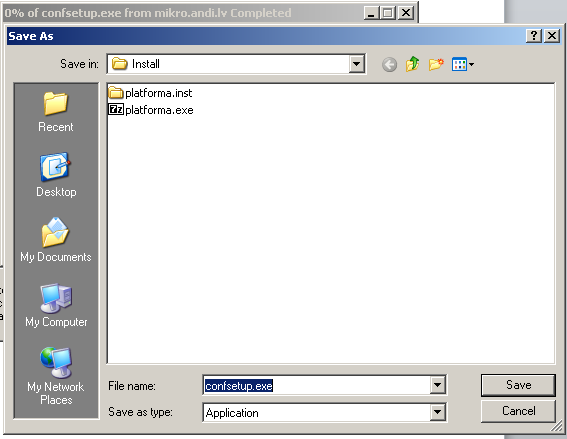 0% of confsetup.exe from mikro.andi.lv Completed
Save As
Save in:
Install
platforma.inst
7z platforma.exe
Recent
Desktop
My Documents
My Computer
My Network
Places
File name:
confsetup.exe
Save
Save as type:
Application
Cancel